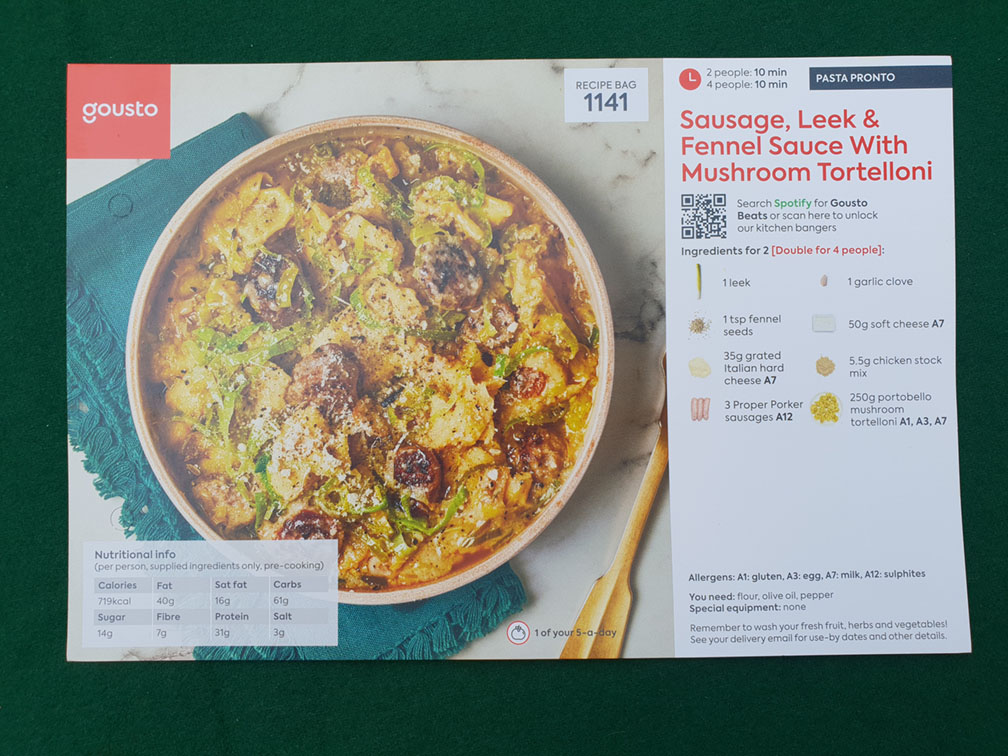 gousto
RECIPE BAG
1141
2 people: 10 min
4 people: 10 min
PASTA PRONTO
Sausage, Leek &
Fennel Sauce With
Mushroom Tortelloni
Search Spotify for Gousto
Beats or scan here to unlock
our kitchen bangers
Ingredients for 2 [Double for 4 people]:
1 leek
1 garlic clove
1 tsp fennel
seeds
50g soft cheese A7
35g grated
Italian hard
cheese A7
5.5g chicken stock
mix
3 Proper Porker
sausages A12
250g portobello
mushroom
tortelloni A1, A3, A7
Allergens: A1: gluten, A3: egg, A7: milk, A12: sulphites
You need: flour, olive oil, pepper
Special equipment: none
Remember to wash your fresh fruit, herbs and vegetables!
See your delivery email for use-by dates and other details.
Nutritional info
(per person, supplied ingredients only, pre-cooking)
Calories Fat Sat fat Carbs
719kcal 40g 16g 61g
Sugar Fibre Protein Salt
14g 7g 31g 3g
1 of your 5-a-day